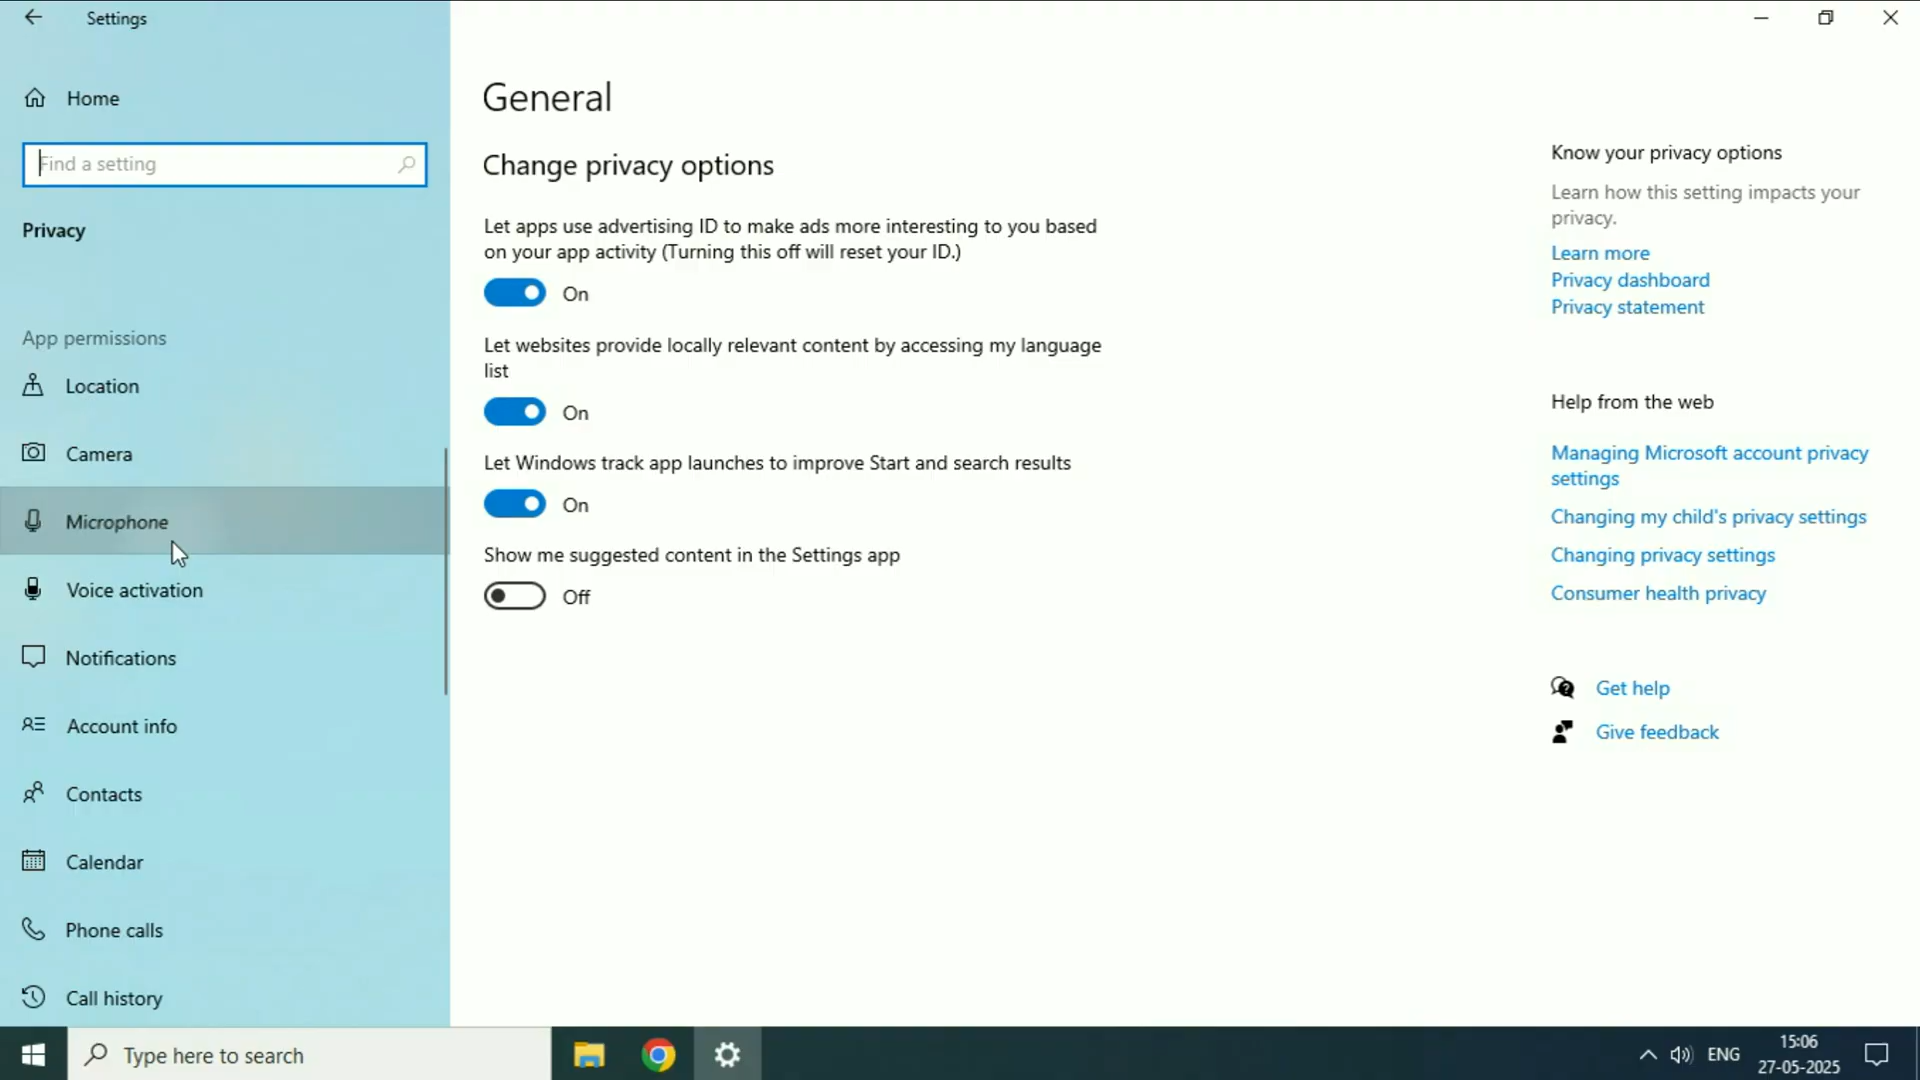 Settings
Home
Find a setting
Privacy
App permissions
Location
Camera
Microphone
Voice activation
Notifications
Account info
Contacts
Calendar
Phone calls
Call history
General
Change privacy options
Let apps use advertising ID to make ads more interesting to you based
on your app activity (Turning this off will reset your ID.)
On
Let websites provide locally relevant content by accessing my language
list
On
Let Windows track app launches to improve Start and search results
On
Show me suggested content in the Settings app
Off
Know your privacy options
Learn how this setting impacts your
privacy.
Learn more
Privacy dashboard
Privacy statement
Help from the web
Managing Microsoft account privacy
settings
Changing my child's privacy settings
Changing privacy settings
Consumer health privacy
Get help
Give feedback
Type here to search
ENG
15:06
27-05-2025